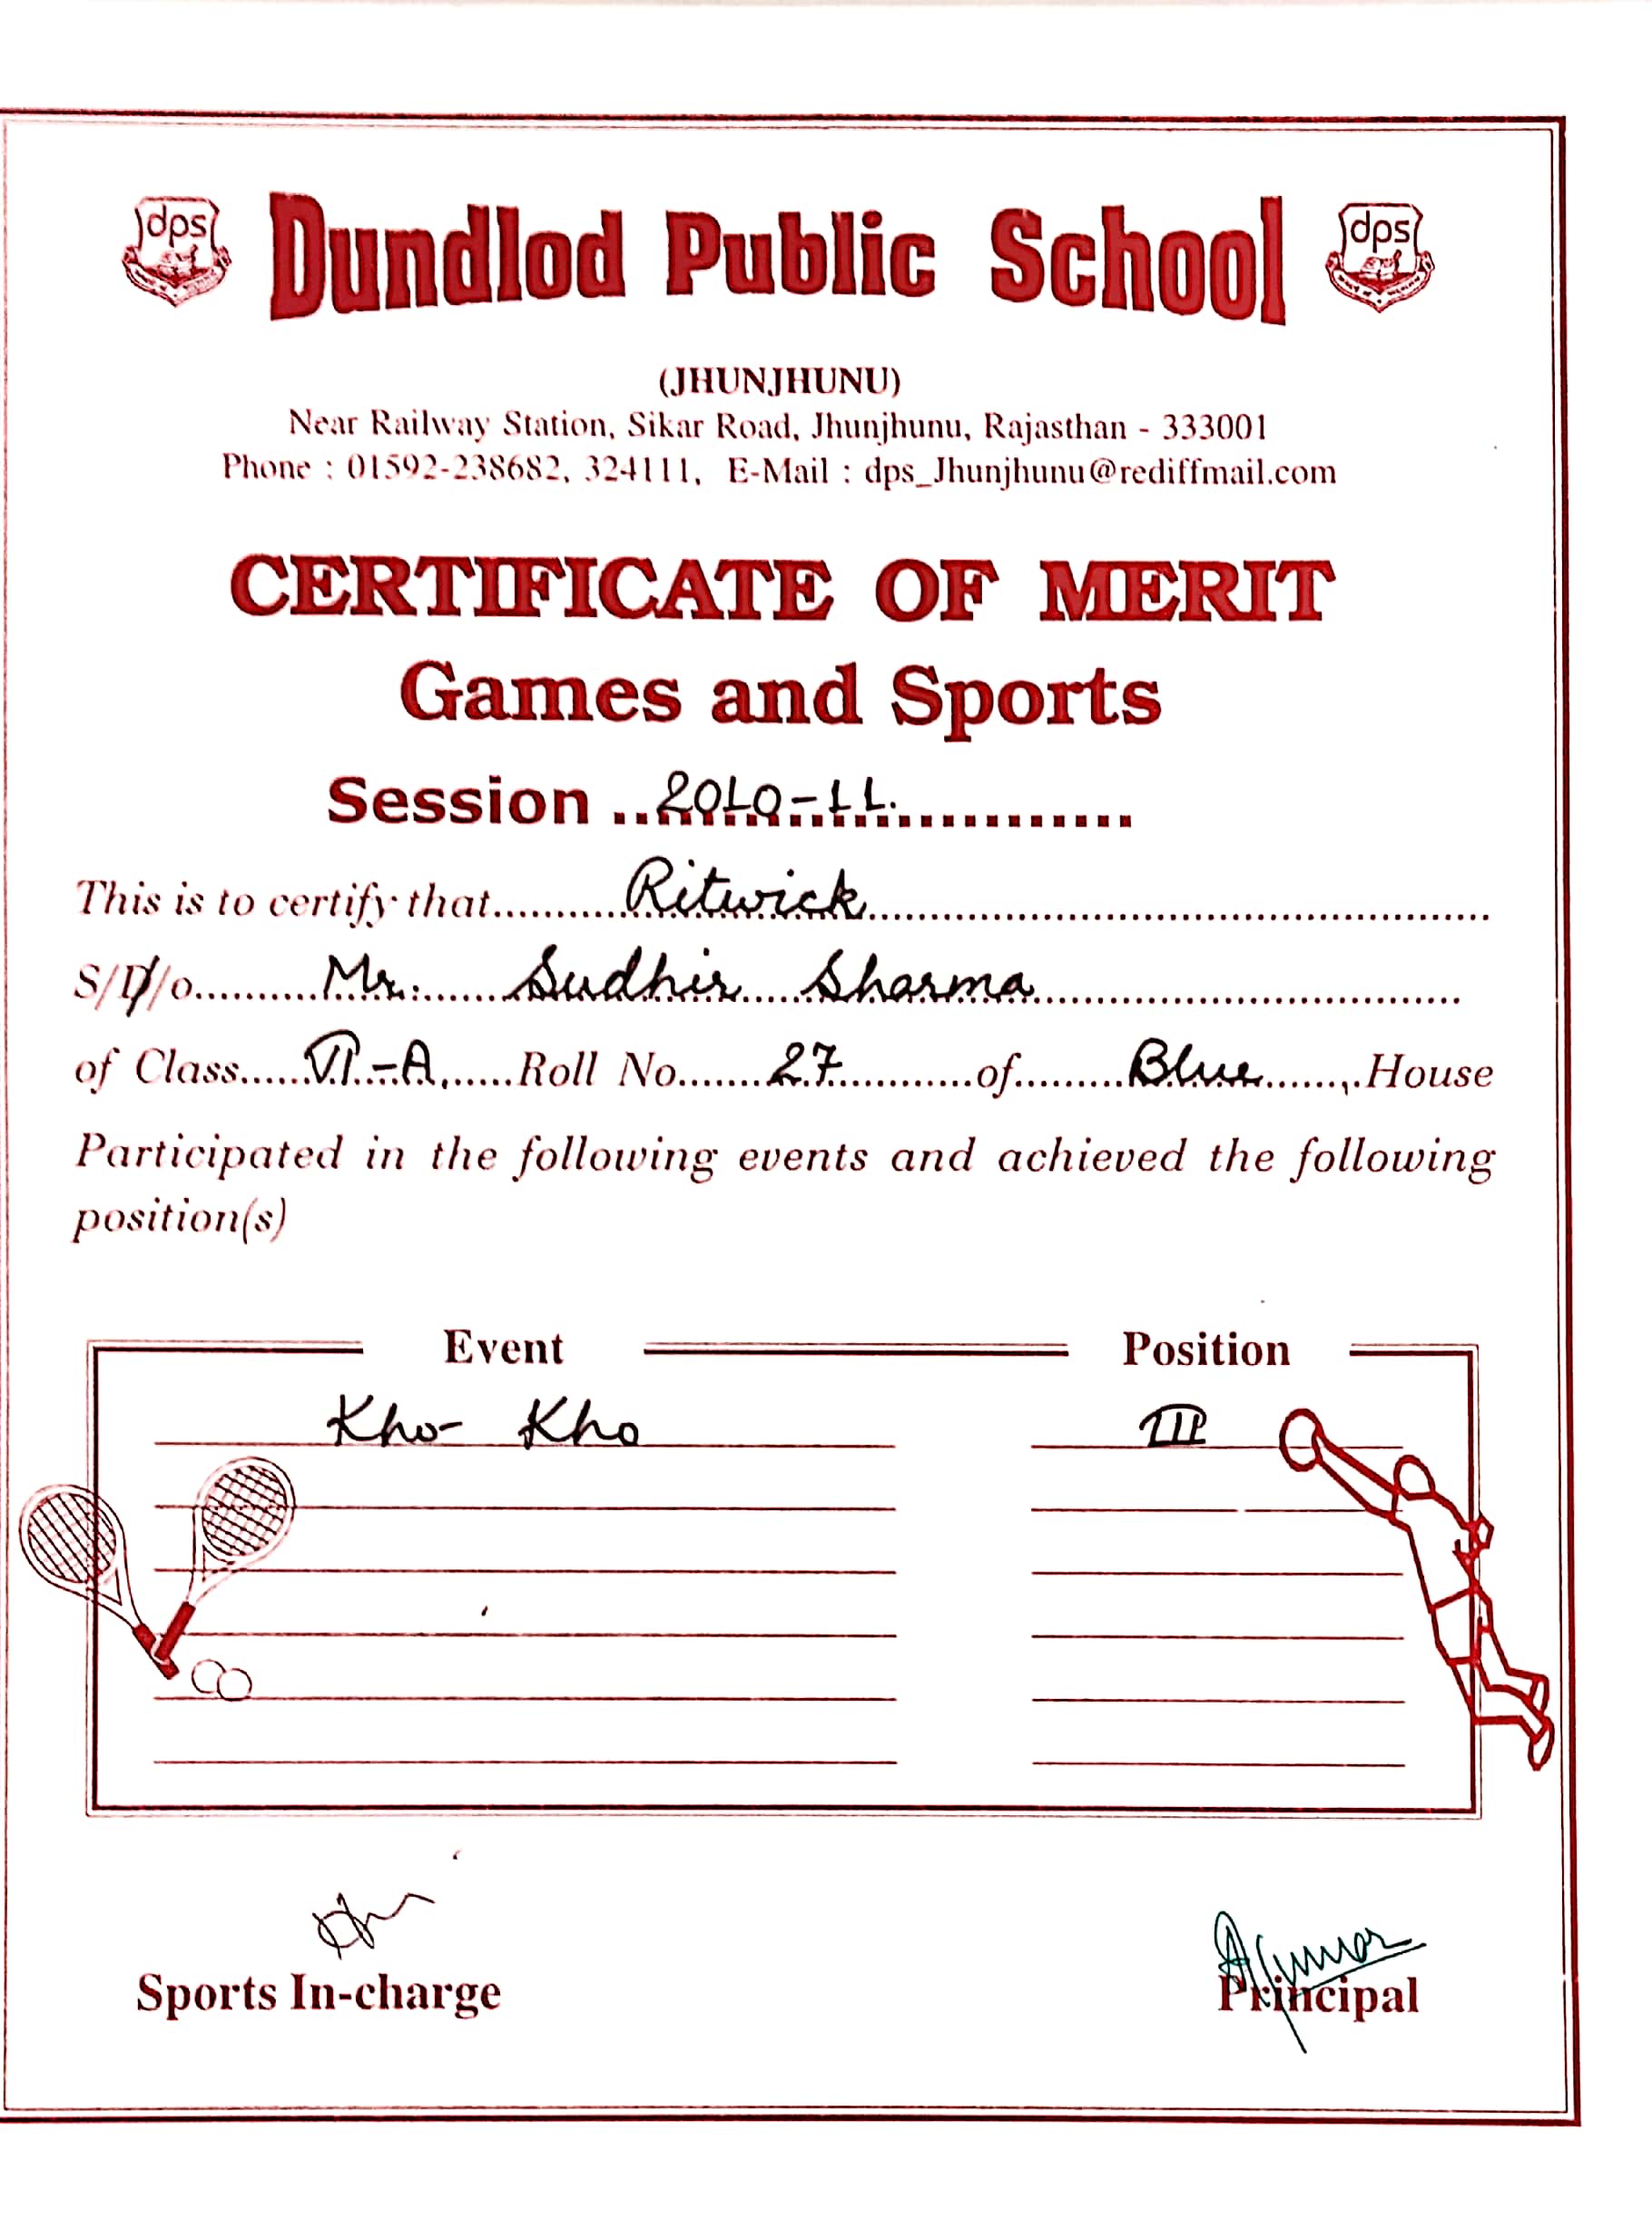 dps Dundlod Public School dps
(JHUNJHUNU)
Near Railway Station, Sikar Road, Jhunjhunu, Rajasthan - 333001
Phone : 01592-238682, 324111, E-Mail : dps_Jhunjhunu@rediffmail.com
CERTIFICATE OF MERIT
Games and Sports
Session ..2010-11.................
This is to certify that..........Ritwick..............................
S/D/o..........Mr. Sudhir Sharma..............................
of Class......VI-A.......Roll No.......27...........of.........Blue.........House
Participated in the following events and achieved the following
position(s)
Event Position
Kho-Kho III
Sports In-charge Principal